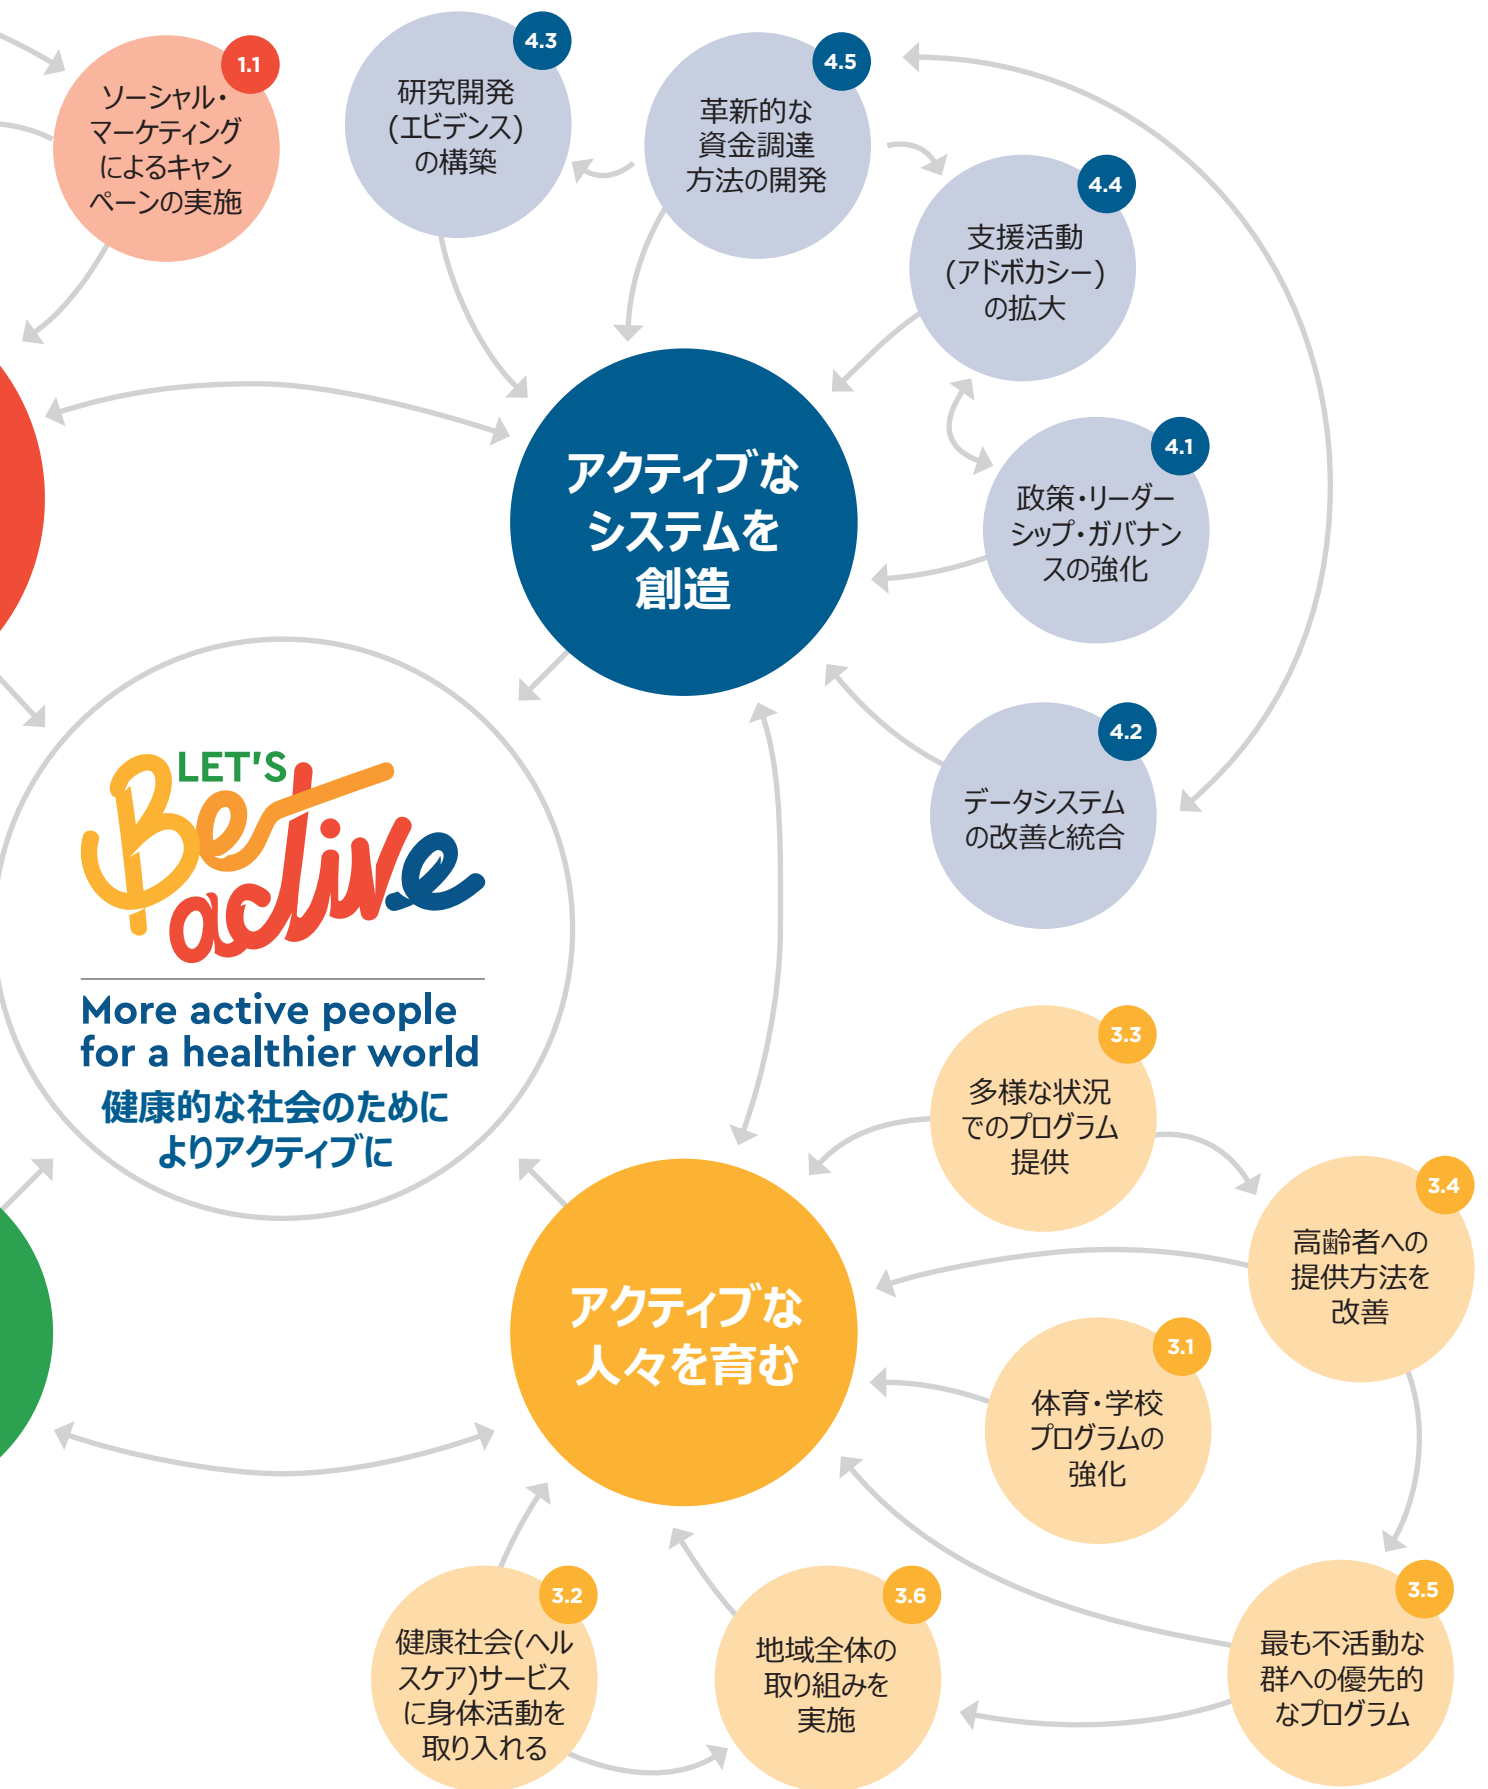 1.1
ソーシャル・
マーケティング
によるキャン
ペーンの実施
4.3
研究開発
(エビデンス)
の構築
4.5
革新的な
資金調達
方法の開発
4.4
支援活動
(アドボカシー)
の拡大
4.1
政策・リーダー
シップ・ガバナン
スの強化
アクティブな
システムを
創造
4.2
データシステム
の改善と統合
LET'S
Be
active
More active people
for a healthier world
健康的な社会のために
よりアクティブに
3.3
多様な状況
でのプログラム
提供
3.4
高齢者への
提供方法を
改善
アクティブな
人々を育む
3.1
体育・学校
プログラムの
強化
3.2
健康社会(ヘル
スケア)サービス
に身体活動を
取り入れる
3.6
地域全体の
取り組みを
実施
3.5
最も不活動な
群への優先的
なプログラム